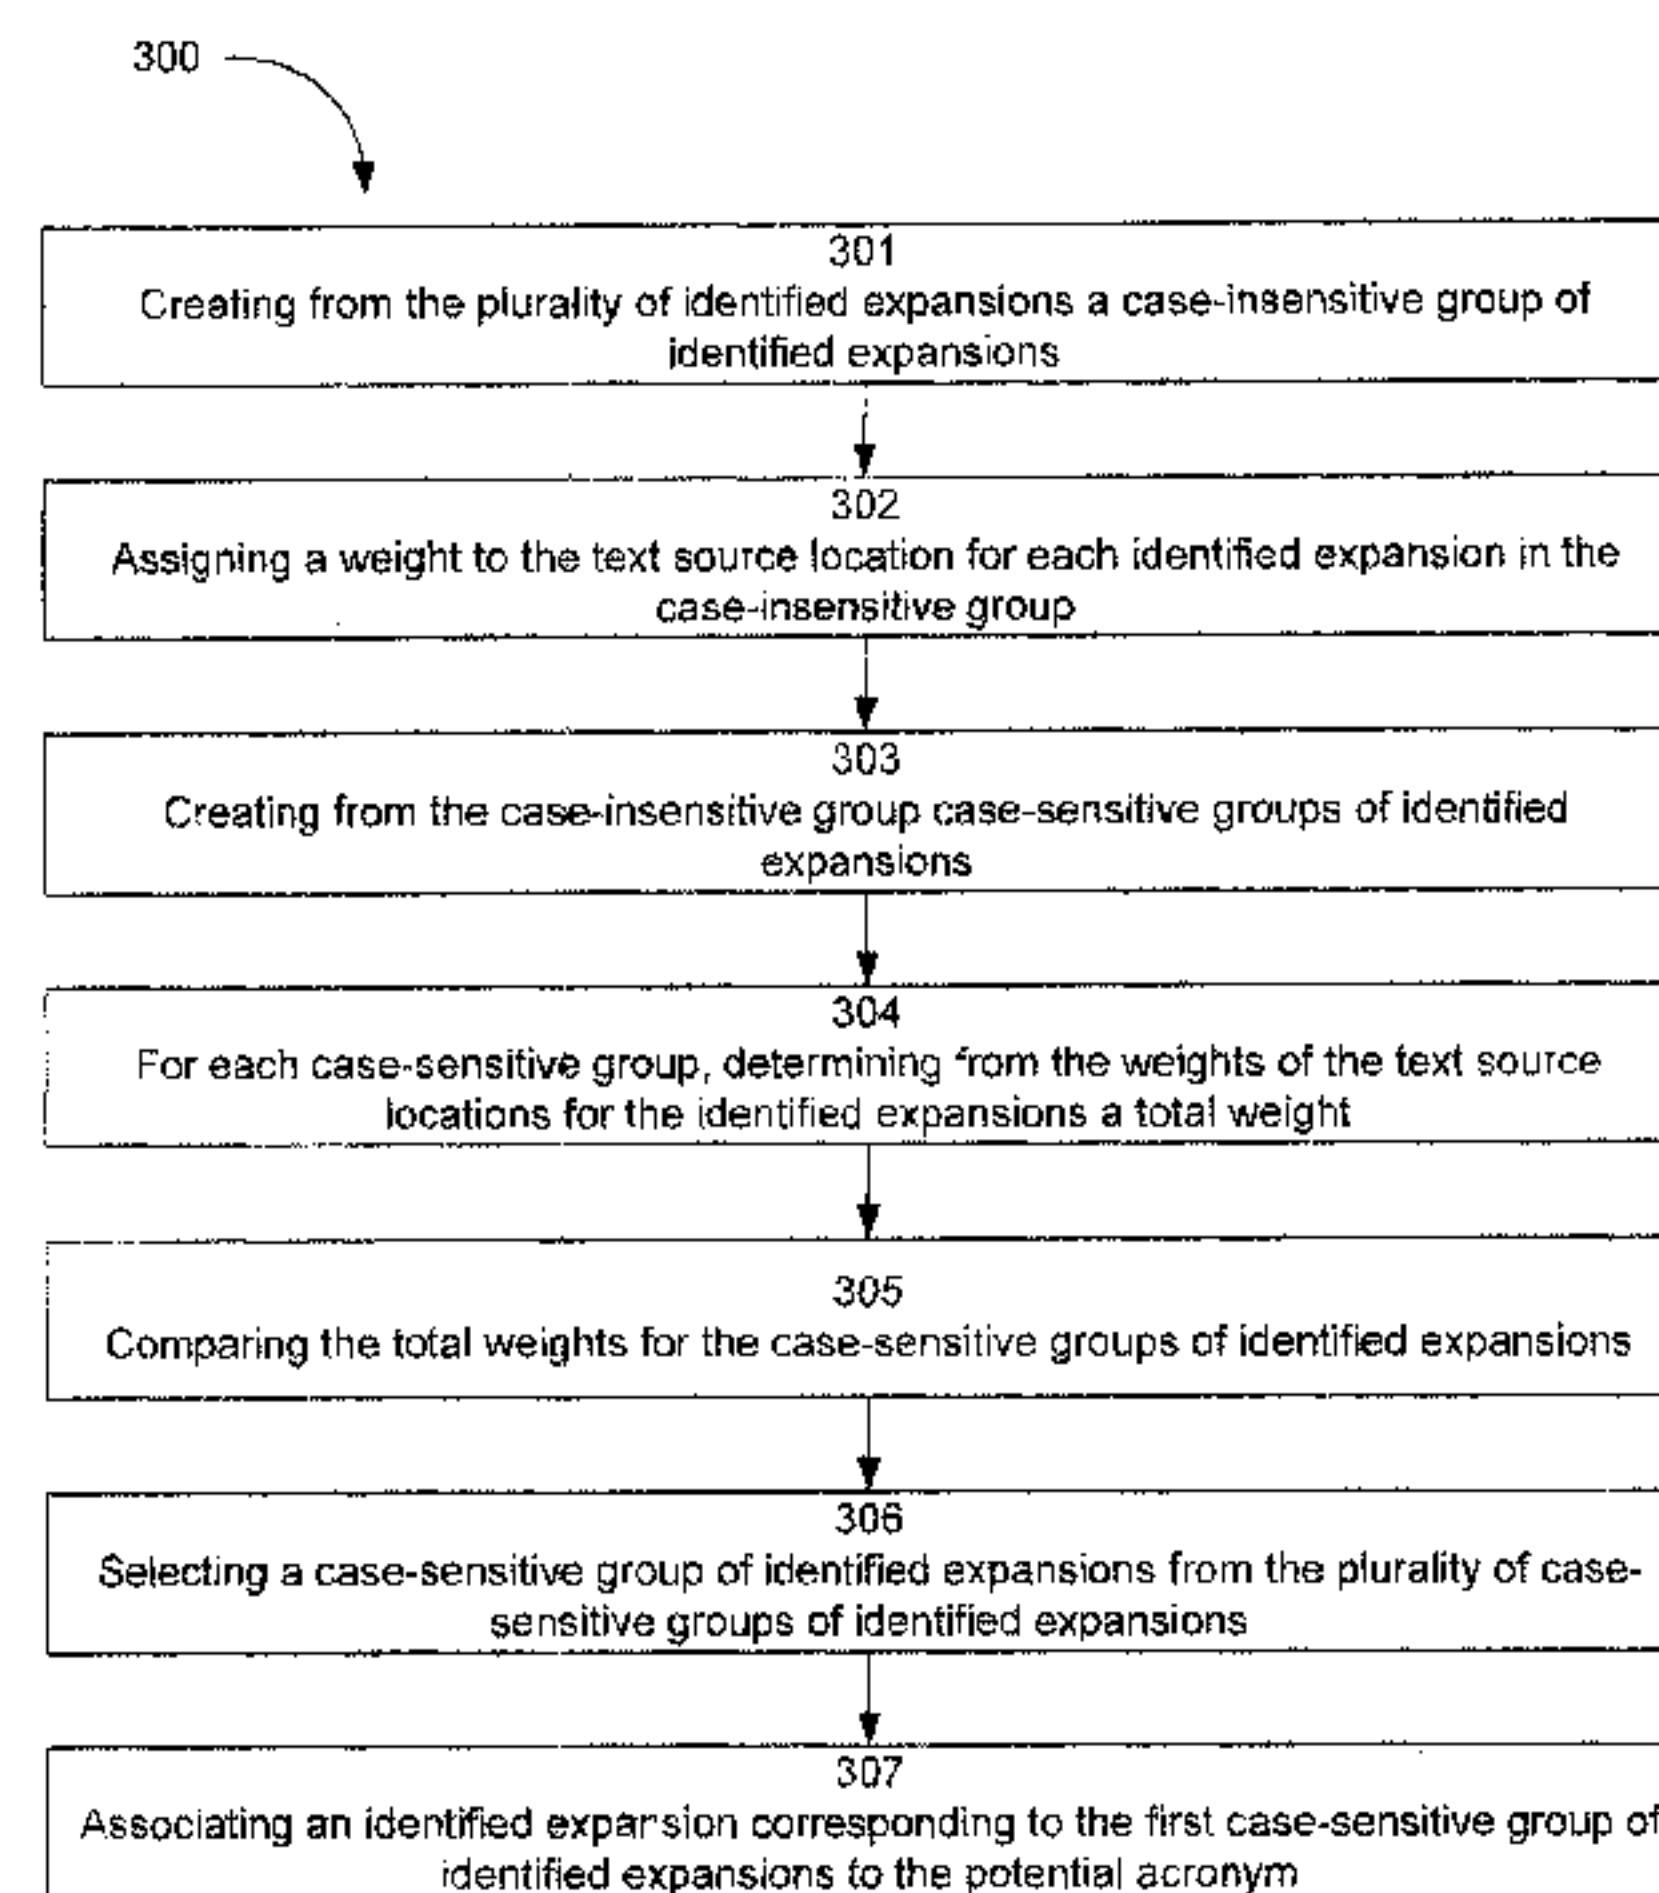 300
301
Creating from the plurality of identified expansions a case-insensitive group of
identified expansions
302
Assigning a weight to the text source location for each identified expansion in the
case-insensitive group
303
Creating from the case-insensitive group case-sensitive groups of identified
expansions
304
For each case-sensitive group, determining from the weights of the text source
locations for the identified expansions a total weight
305
Comparing the total weights for the case-sensitive groups of identified expansions
306
Selecting a case-sensitive group of identified expansions from the plurality of case-
sensitive groups of identified expansions
307
Associating an identified expansion corresponding to the first case-sensitive group of
identified expansions to the potential acronym